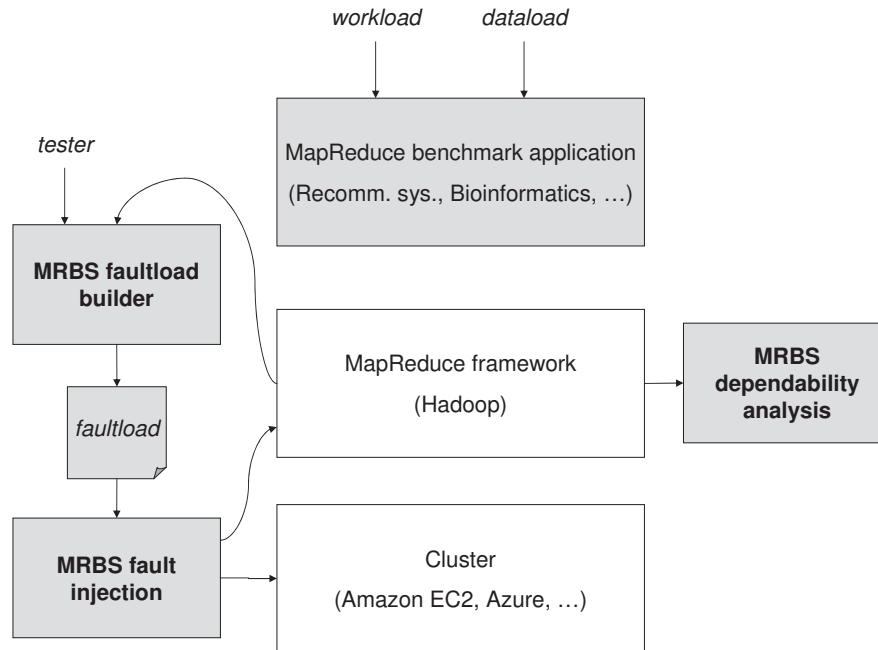 workload
dataload
MapReduce benchmark application
(Recomm. sys., Bioinformatics, …)
tester
MRBS faultload
builder
MapReduce framework
(Hadoop)
MRBS
dependability
analysis
faultload
MRBS fault
injection
Cluster
(Amazon EC2, Azure, …)